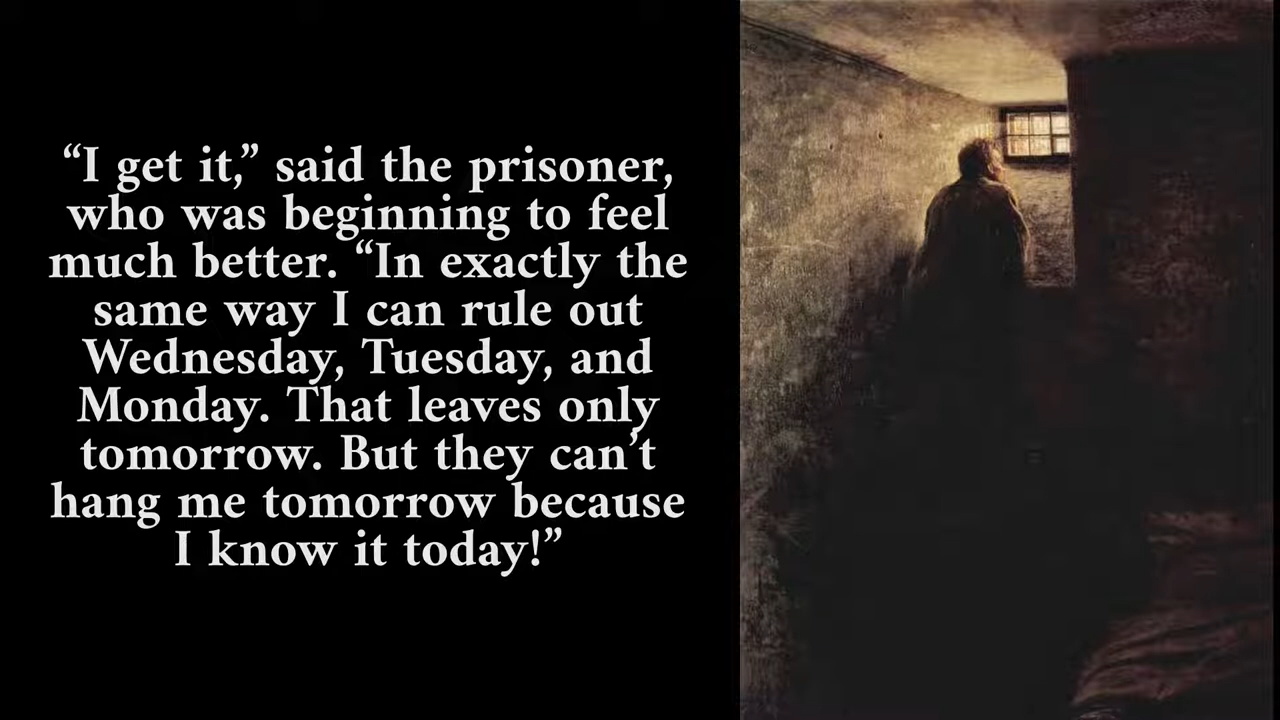 “I get it,” said the prisoner,
who was beginning to feel
much better. “In exactly the
same way I can rule out
Wednesday, Tuesday, and
Monday. That leaves only
tomorrow. But they can’t
hang me tomorrow because
I know it today!”